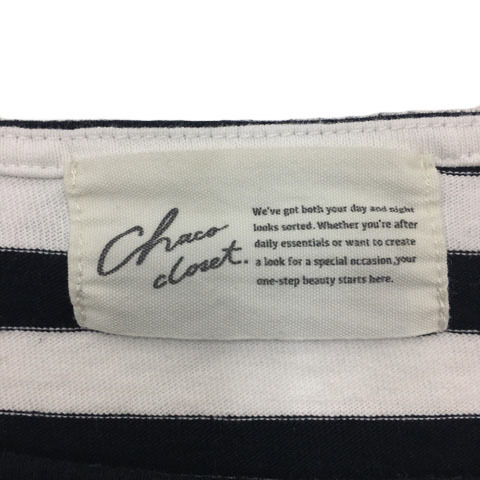 Chaco
closet.
We've got both your day and night
looks sorted. Whether you're after
daily essentials or want to create
a look for a special occasion,your
one-step beauty starts here.